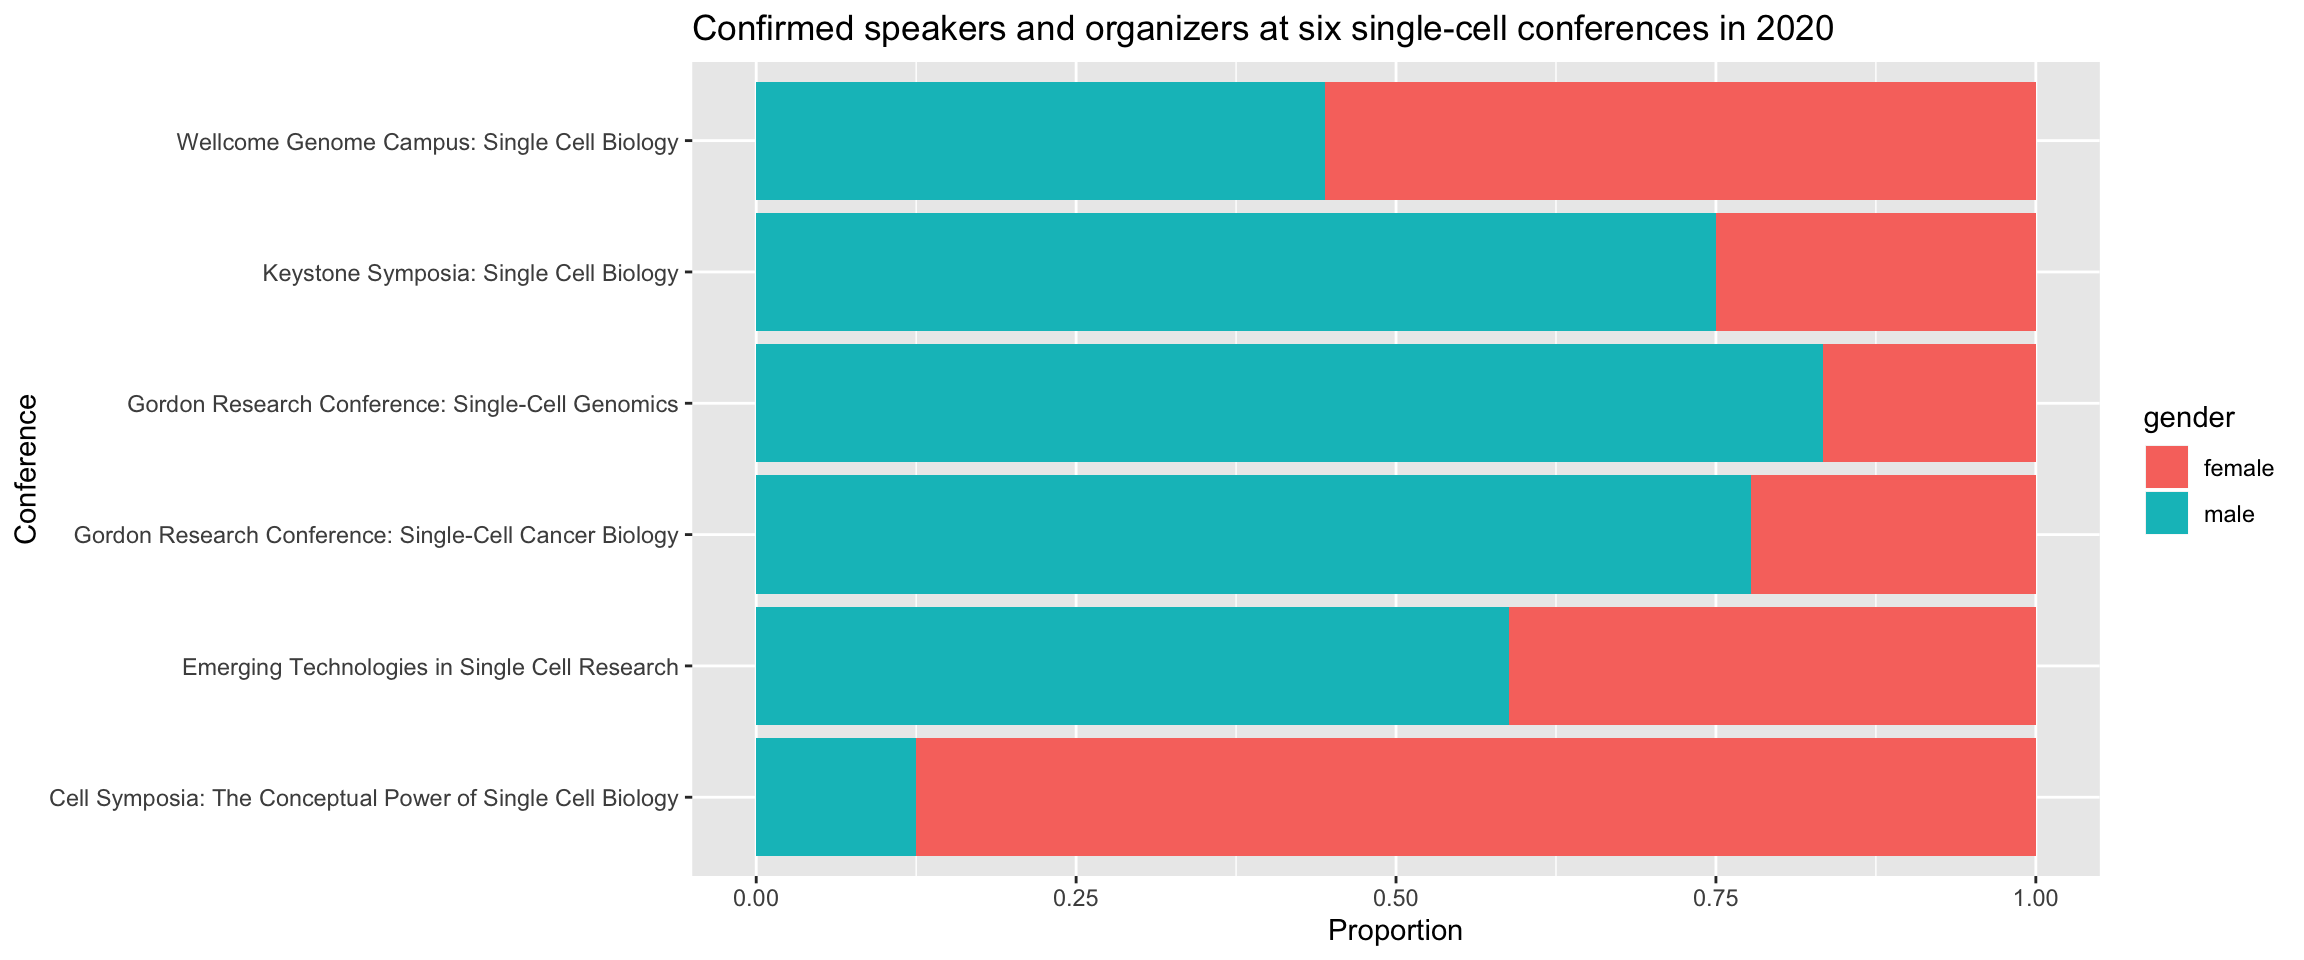 Confirmed speakers and organizers at six single-cell conferences in 2020
Wellcome Genome Campus: Single Cell Biology
Keystone Symposia: Single Cell Biology
Gordon Research Conference: Single-Cell Genomics
Gordon Research Conference: Single-Cell Cancer Biology
Emerging Technologies in Single Cell Research
Cell Symposia: The Conceptual Power of Single Cell Biology
Conference
0.00 0.25 0.50 0.75 1.00
Proportion
gender
female
male